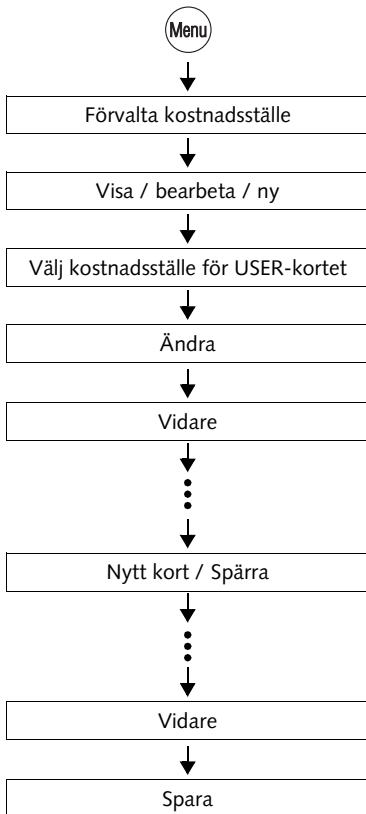 Menu
Förvalta kostnadsställe
Visa / bearbeta / ny
Välj kostnadsställe för USER-kortet
Ändra
Vidare
Nytt kort / Spärra
Vidare
Spara